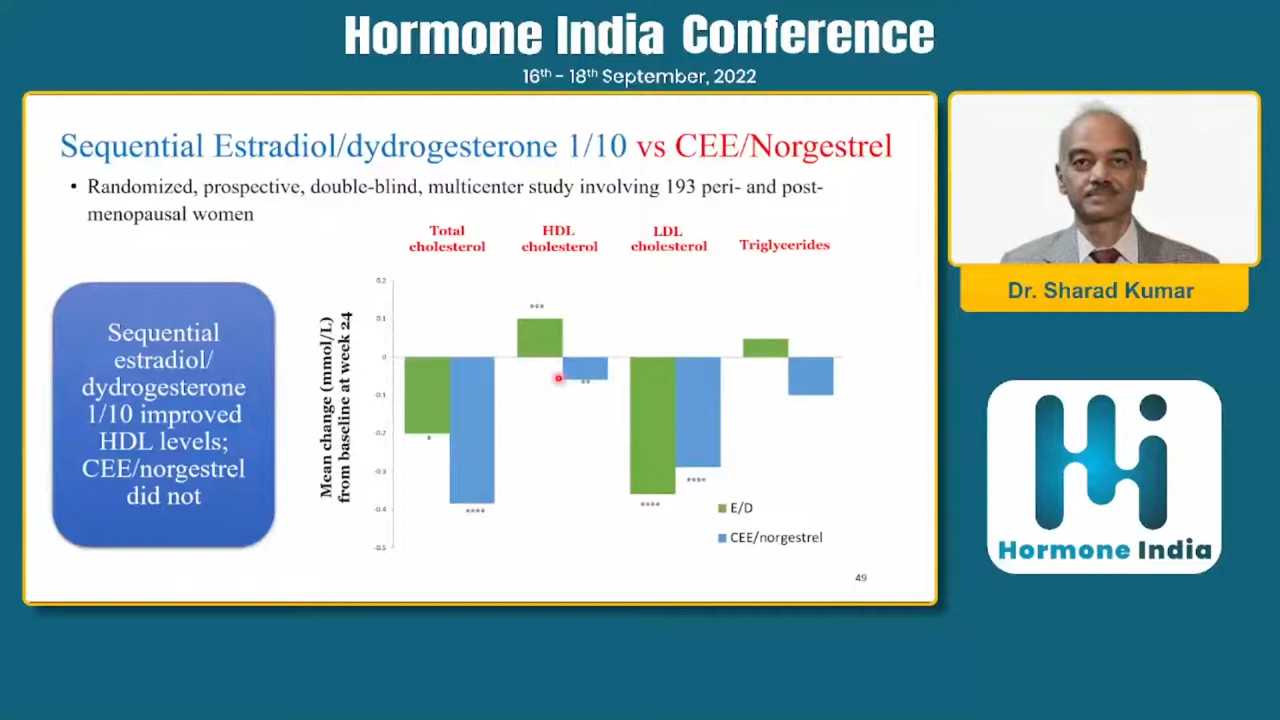 Hormone India Conference
16th - 18th September, 2022
Sequential Estradiol/dydrogesterone 1/10 vs CEE/Norgestrel
• Randomized, prospective, double-blind, multicenter study involving 193 peri- and post-
menopausal women
Sequential
estradiol/
dydrogesterone
1/10 improved
HDL levels;
CEE/norgestrel
did not
Total
cholesterol
HDL
cholesterol
LDL
cholesterol
Triglycerides
Mean change (mmol/L)
from baseline at week 24
0.2
0.1
0
-0.1
-0.2
-0.3
-0.4
-0.5
*
****
***
**
****
****
E/D
CEE/norgestrel
49
Dr. Sharad Kumar
Hormone India